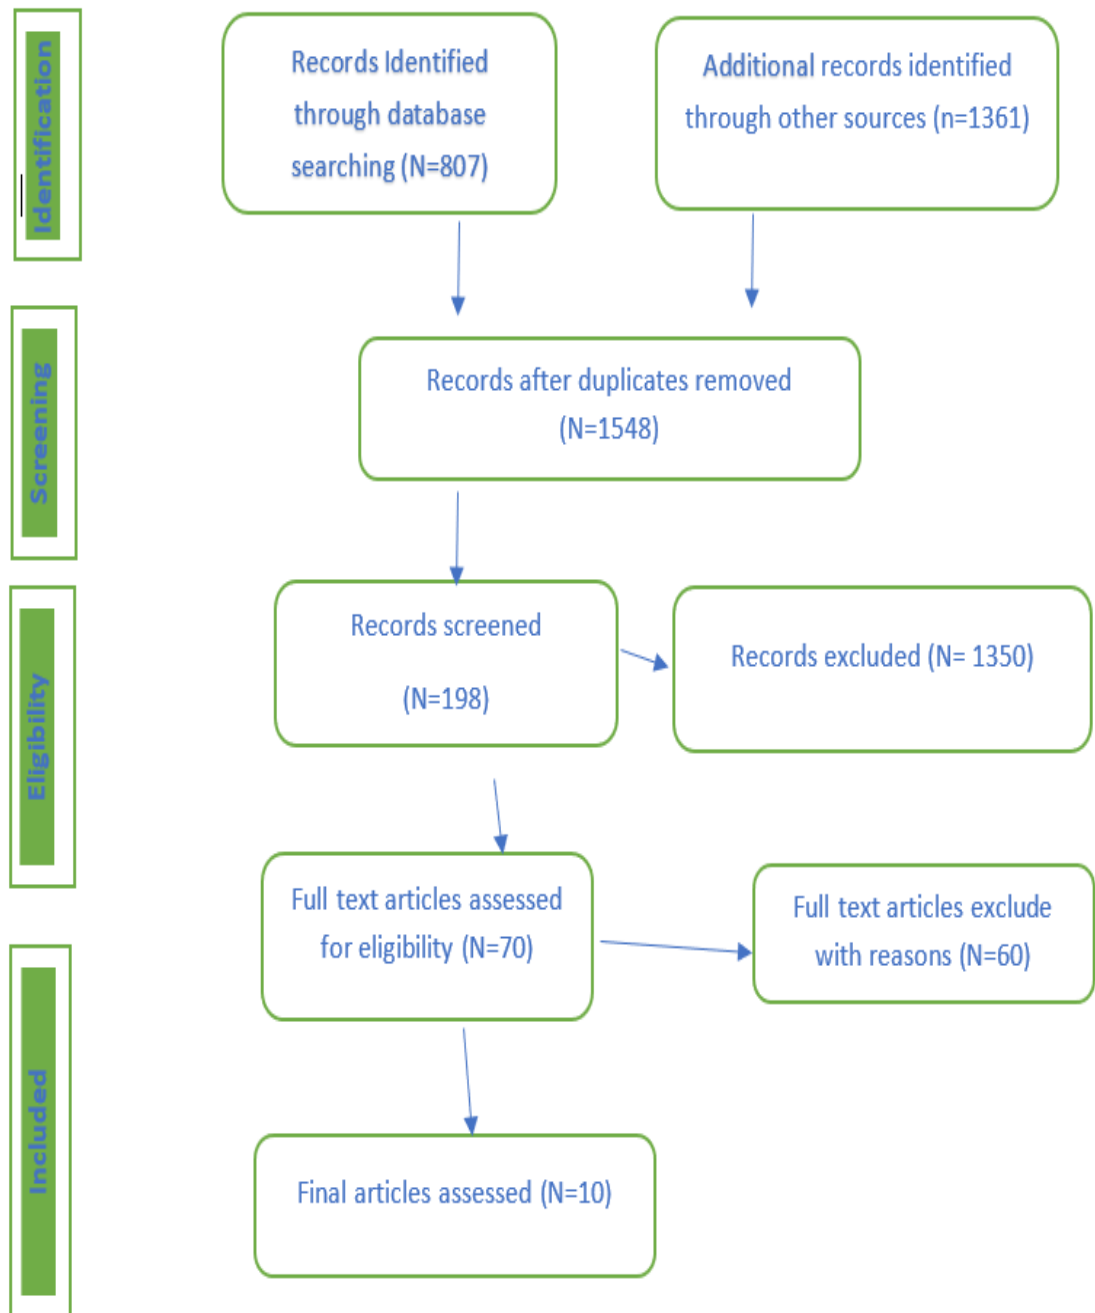 Identification
Records Identified
through database
searching (N=807)
Additional records identified
through other sources (n=1361)
Screening
Records after duplicates removed
(N=1548)
Eligibility
Records screened
(N=198)
Records excluded (N= 1350)
Full text articles assessed
for eligibility (N=70)
Full text articles exclude
with reasons (N=60)
Included
Final articles assessed (N=10)